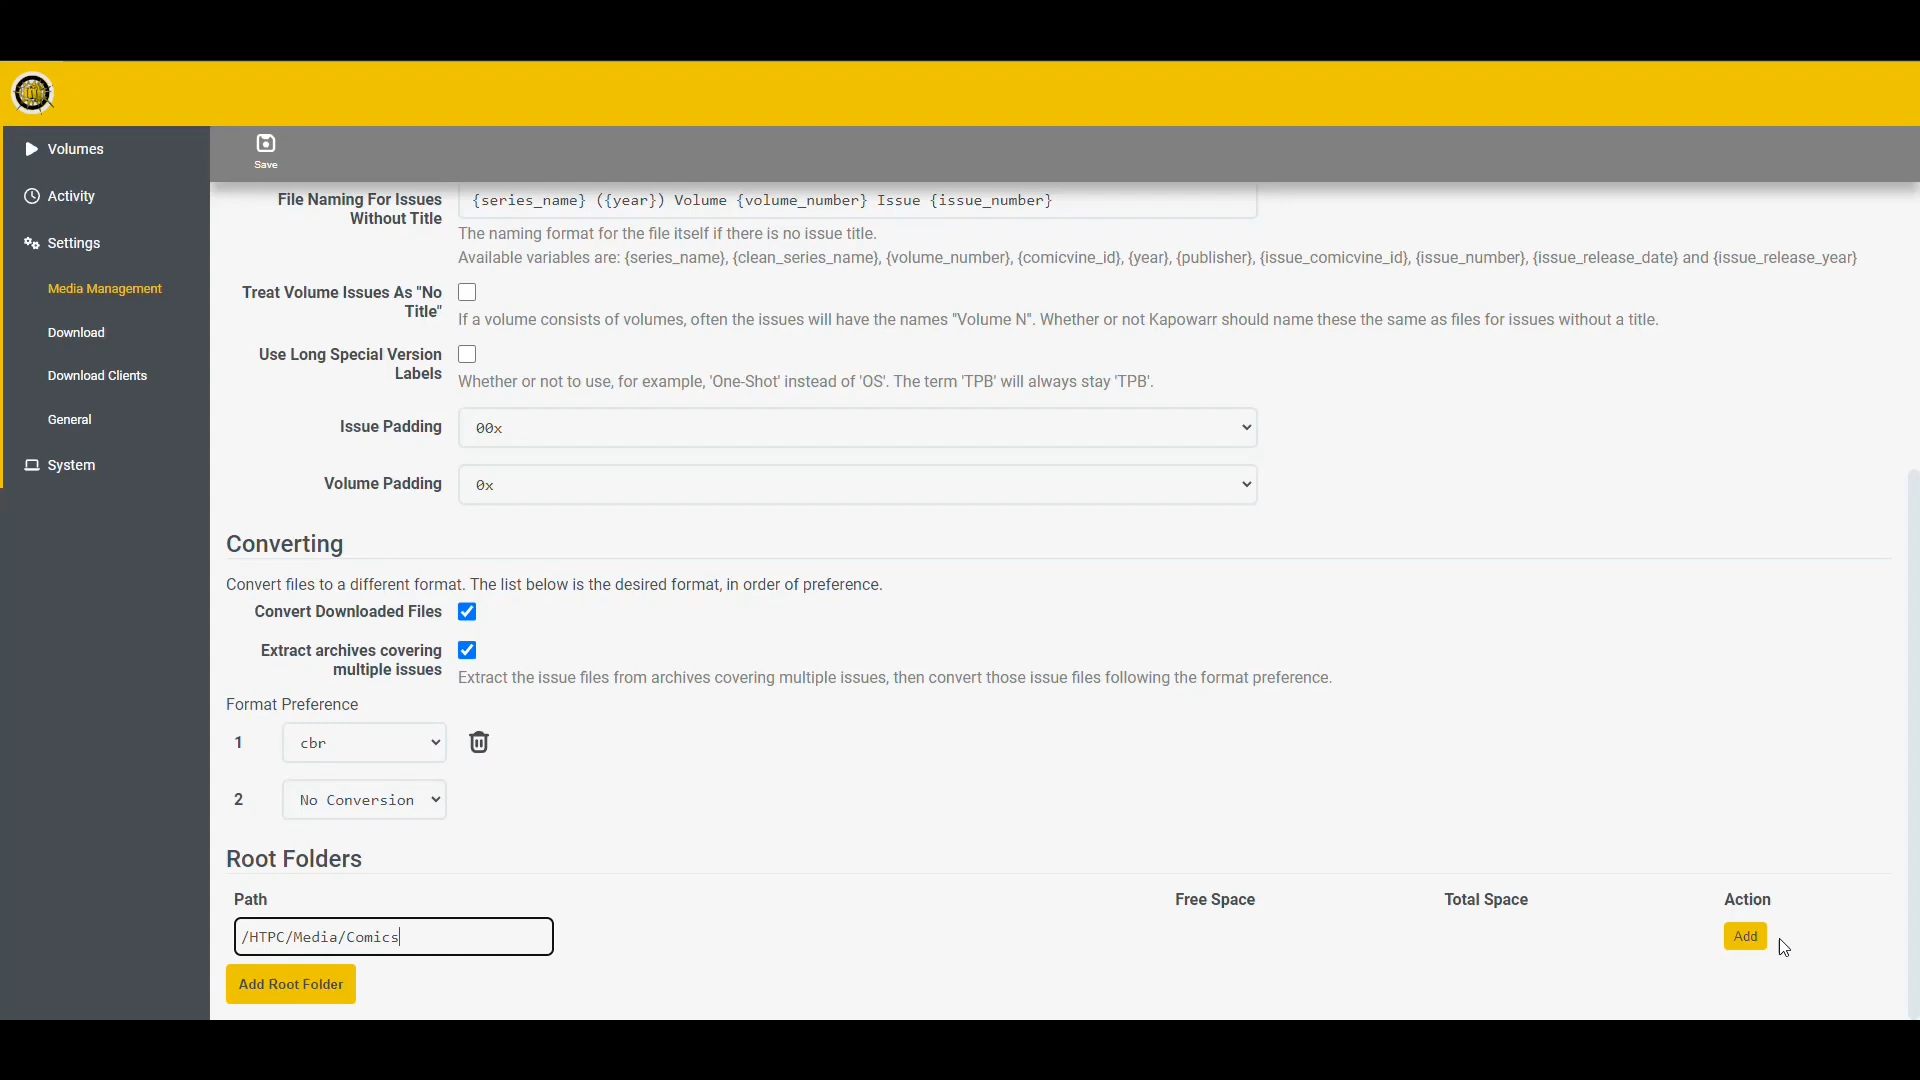 Volumes
Activity
Settings
Media Management
Download
Download Clients
General
System
Save
File Naming For Issues
Without Title
{series_name} ({year}) Volume {volume_number} Issue {issue_number}
The naming format for the file itself if there is no issue title.
Available variables are: {series_name}, {clean_series_name}, {volume_number}, {comicvine_id}, {year}, {publisher}, {issue_comicvine_id}, {issue_number}, {issue_release_date} and {issue_release_year}
Treat Volume Issues As "No
Title"
If a volume consists of volumes, often the issues will have the names "Volume N". Whether or not Kapowarr should name these the same as files for issues without a title.
Use Long Special Version
Labels
Whether or not to use, for example, 'One-Shot' instead of 'OS'. The term 'TPB' will always stay 'TPB'.
Issue Padding
00x
Volume Padding
0x
Converting
Convert files to a different format. The list below is the desired format, in order of preference.
Convert Downloaded Files
Extract archives covering
multiple issues
Extract the issue files from archives covering multiple issues, then convert those issue files following the format preference.
Format Preference
1 cbr
2 No Conversion
Root Folders
Path Free Space Total Space Action
/HTPC/Media/Comics Add
Add Root Folder